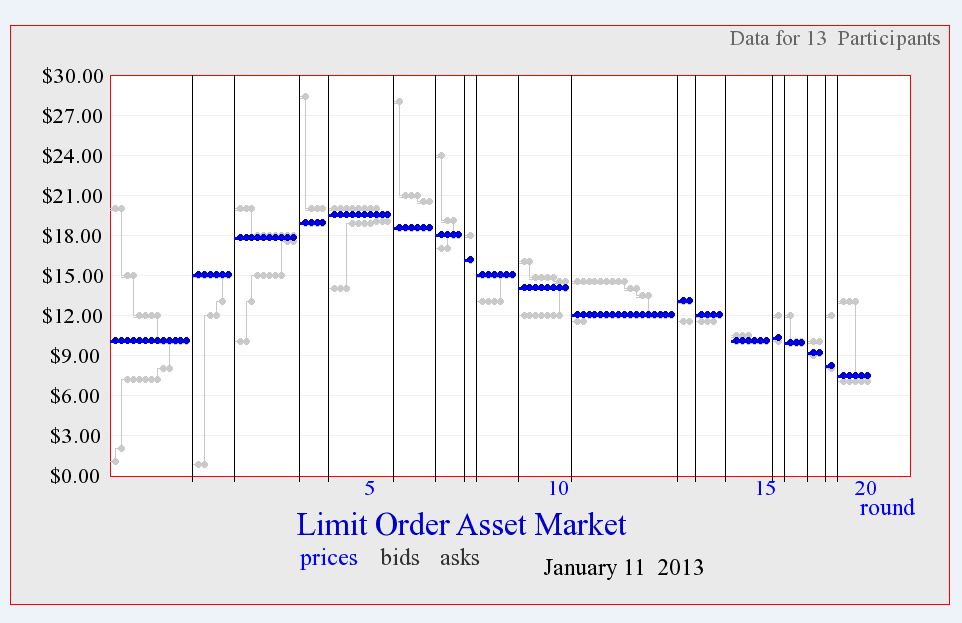 Data for 13 Participants
$30.00
$27.00
$24.00
$21.00
$18.00
$15.00
$12.00
$9.00
$6.00
$3.00
$0.00
5 10 15 20
round
Limit Order Asset Market
prices bids asks
January 11 2013